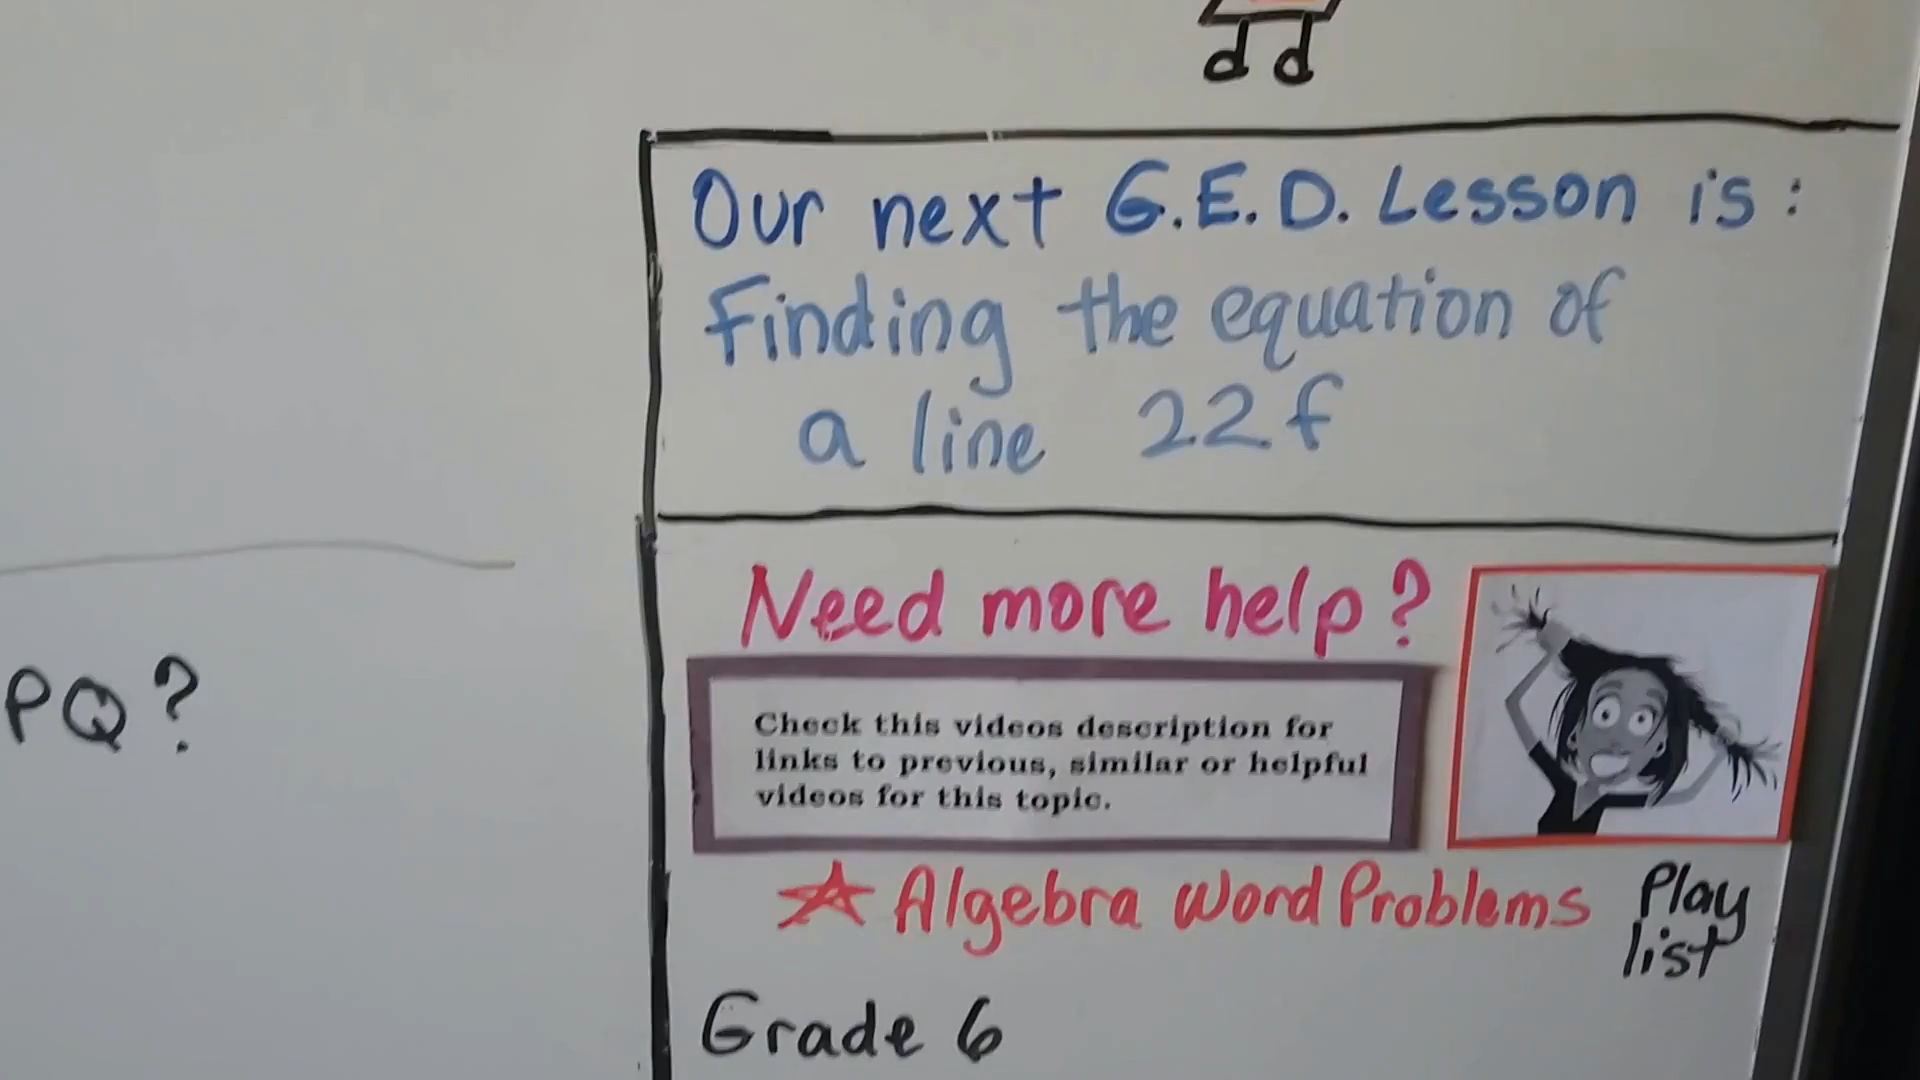 Our next G.E.D. Lesson is:
Finding the equation of
a line 22f
PQ?
Need more help?
Check this videos description for
links to previous, similar or helpful
videos for this topic.
Algebra Word Problems
Play
list
Grade 6